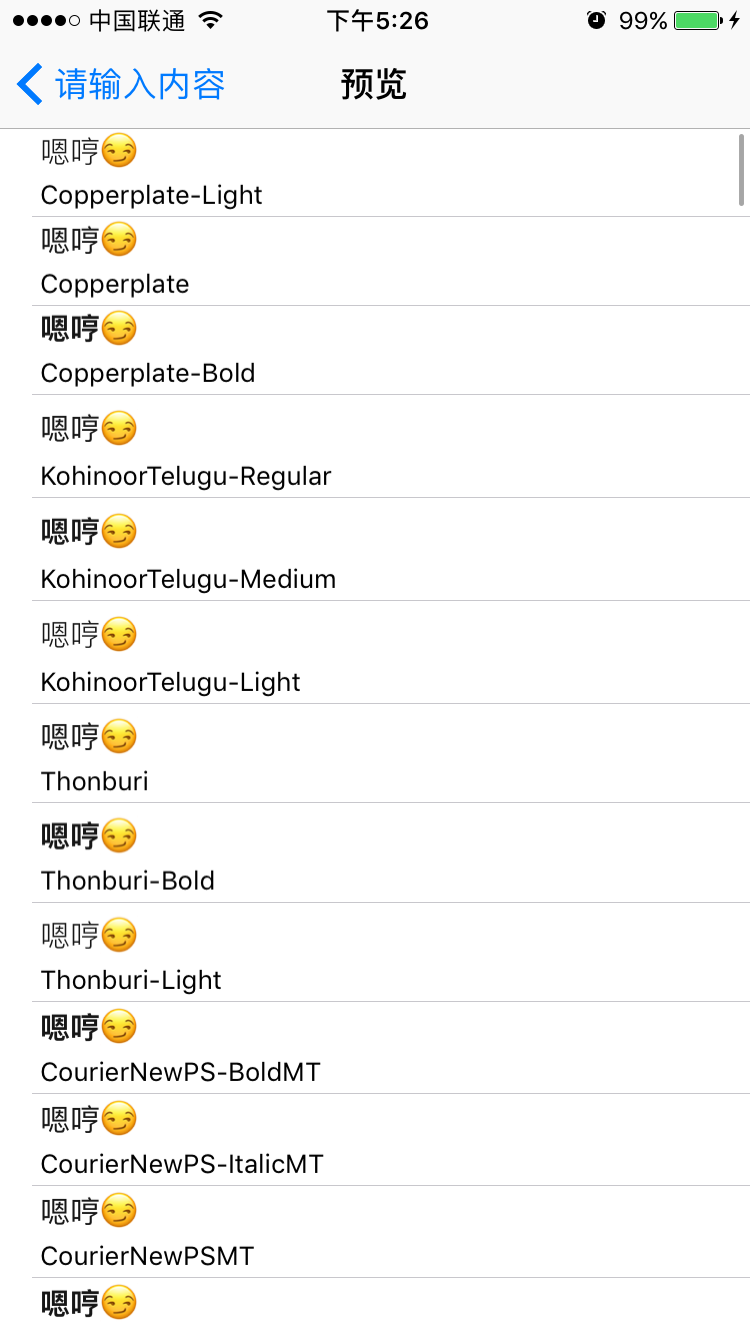 中国联通 下午5:26 99%
请输入内容 预览
嗯哼😏
Copperplate-Light
嗯哼😏
Copperplate
嗯哼😏
Copperplate-Bold
嗯哼😏
KohinoorTelugu-Regular
嗯哼😏
KohinoorTelugu-Medium
嗯哼😏
KohinoorTelugu-Light
嗯哼😏
Thonburi
嗯哼😏
Thonburi-Bold
嗯哼😏
Thonburi-Light
嗯哼😏
CourierNewPS-BoldMT
嗯哼😏
CourierNewPS-ItalicMT
嗯哼😏
CourierNewPSMT
嗯哼😏